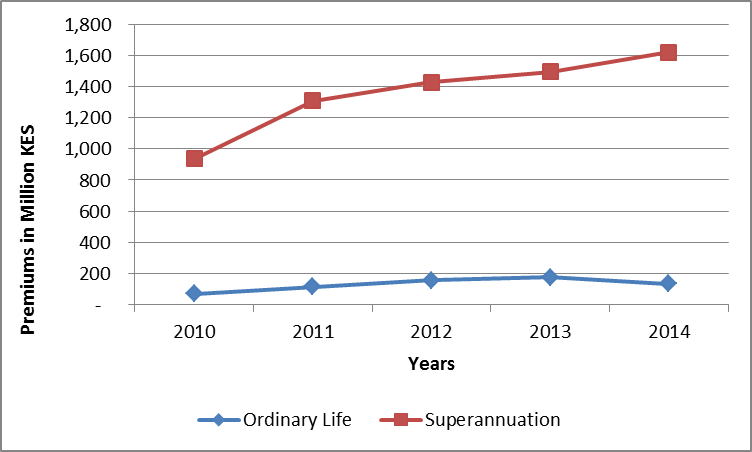 1,800
1,600
1,400
1,200
1,000
800
600
400
200
-
Premiums in Million KES
2010 2011 2012 2013 2014
Years
Ordinary Life Superannuation